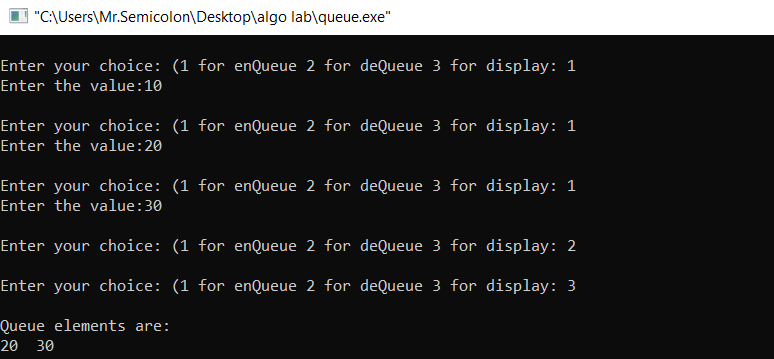 "C:\Users\Mr.Semicolon\Desktop\algo lab\queue.exe"
Enter your choice: (1 for enQueue 2 for deQueue 3 for display: 1
Enter the value:10
Enter your choice: (1 for enQueue 2 for deQueue 3 for display: 1
Enter the value:20
Enter your choice: (1 for enQueue 2 for deQueue 3 for display: 1
Enter the value:30
Enter your choice: (1 for enQueue 2 for deQueue 3 for display: 2
Enter your choice: (1 for enQueue 2 for deQueue 3 for display: 3
Queue elements are:
20  30